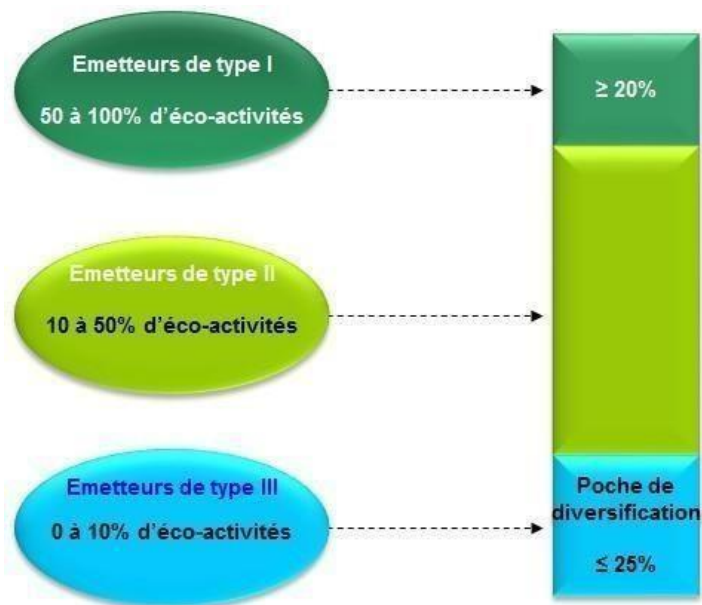 Emetteurs de type I
50 à 100% d'éco-activités
≥ 20%
Emetteurs de type II
10 à 50% d'éco-activités
Emetteurs de type III
0 à 10% d'éco-activités
Poche de
diversification
≤ 25%